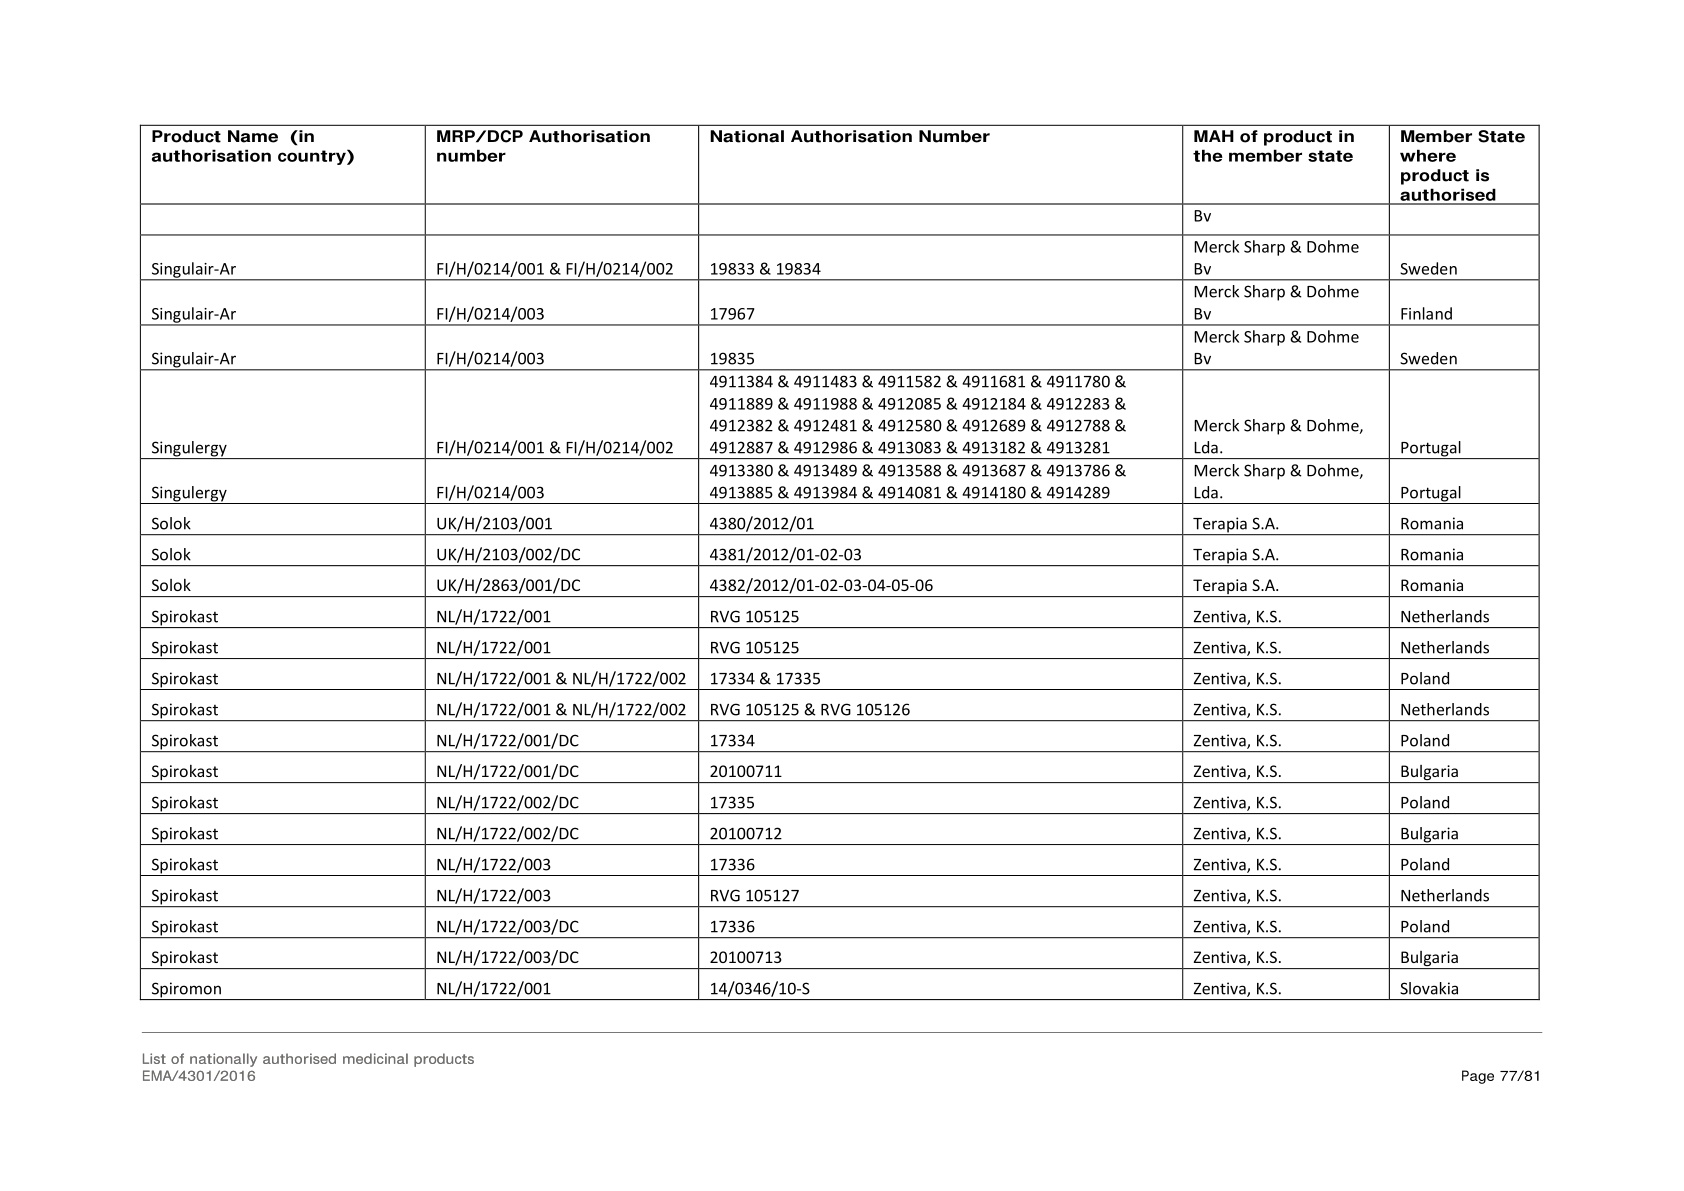 Product Name (in authorisation country) MRP/DCP Authorisation number National Authorisation Number MAH of product in the member state Member State where product is authorised
Bv
Singulair-Ar FI/H/0214/001 & FI/H/0214/002 19833 & 19834 Merck Sharp & Dohme Bv Sweden
Singulair-Ar FI/H/0214/003 17967 Merck Sharp & Dohme Bv Finland
Singulair-Ar FI/H/0214/003 19835 Merck Sharp & Dohme Bv Sweden
Singulergy FI/H/0214/001 & FI/H/0214/002 4911384 & 4911483 & 4911582 & 4911681 & 4911780 & 4911889 & 4911988 & 4912085 & 4912184 & 4912283 & 4912382 & 4912481 & 4912580 & 4912689 & 4912788 & 4912887 & 4912986 & 4913083 & 4913182 & 4913281 Merck Sharp & Dohme, Lda. Portugal
Singulergy FI/H/0214/003 4913380 & 4913489 & 4913588 & 4913687 & 4913786 & 4913885 & 4913984 & 4914081 & 4914180 & 4914289 Merck Sharp & Dohme, Lda. Portugal
Solok UK/H/2103/001 4380/2012/01 Terapia S.A. Romania
Solok UK/H/2103/002/DC 4381/2012/01-02-03 Terapia S.A. Romania
Solok UK/H/2863/001/DC 4382/2012/01-02-03-04-05-06 Terapia S.A. Romania
Spirokast NL/H/1722/001 RVG 105125 Zentiva, K.S. Netherlands
Spirokast NL/H/1722/001 RVG 105125 Zentiva, K.S. Netherlands
Spirokast NL/H/1722/001 & NL/H/1722/002 17334 & 17335 Zentiva, K.S. Poland
Spirokast NL/H/1722/001 & NL/H/1722/002 RVG 105125 & RVG 105126 Zentiva, K.S. Netherlands
Spirokast NL/H/1722/001/DC 17334 Zentiva, K.S. Poland
Spirokast NL/H/1722/001/DC 20100711 Zentiva, K.S. Bulgaria
Spirokast NL/H/1722/002/DC 17335 Zentiva, K.S. Poland
Spirokast NL/H/1722/002/DC 20100712 Zentiva, K.S. Bulgaria
Spirokast NL/H/1722/003 17336 Zentiva, K.S. Poland
Spirokast NL/H/1722/003 RVG 105127 Zentiva, K.S. Netherlands
Spirokast NL/H/1722/003/DC 17336 Zentiva, K.S. Poland
Spirokast NL/H/1722/003/DC 20100713 Zentiva, K.S. Bulgaria
Spiromon NL/H/1722/001 14/0346/10-S Zentiva, K.S. Slovakia
List of nationally authorised medicinal products
EMA/4301/2016 Page 77/81